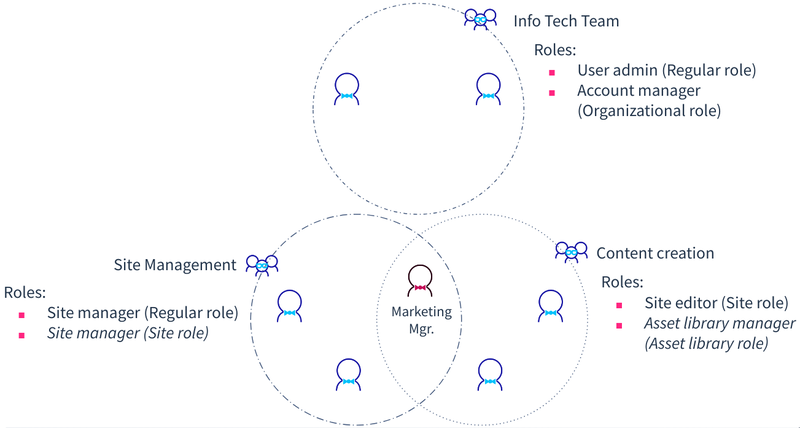 Info Tech Team
Roles:
User admin (Regular role)
Account manager
(Organizational role)
Site Management
Roles:
Site manager (Regular role)
Site manager (Site role)
Marketing
Mgr.
Content creation
Roles:
Site editor (Site role)
Asset library manager
(Asset library role)